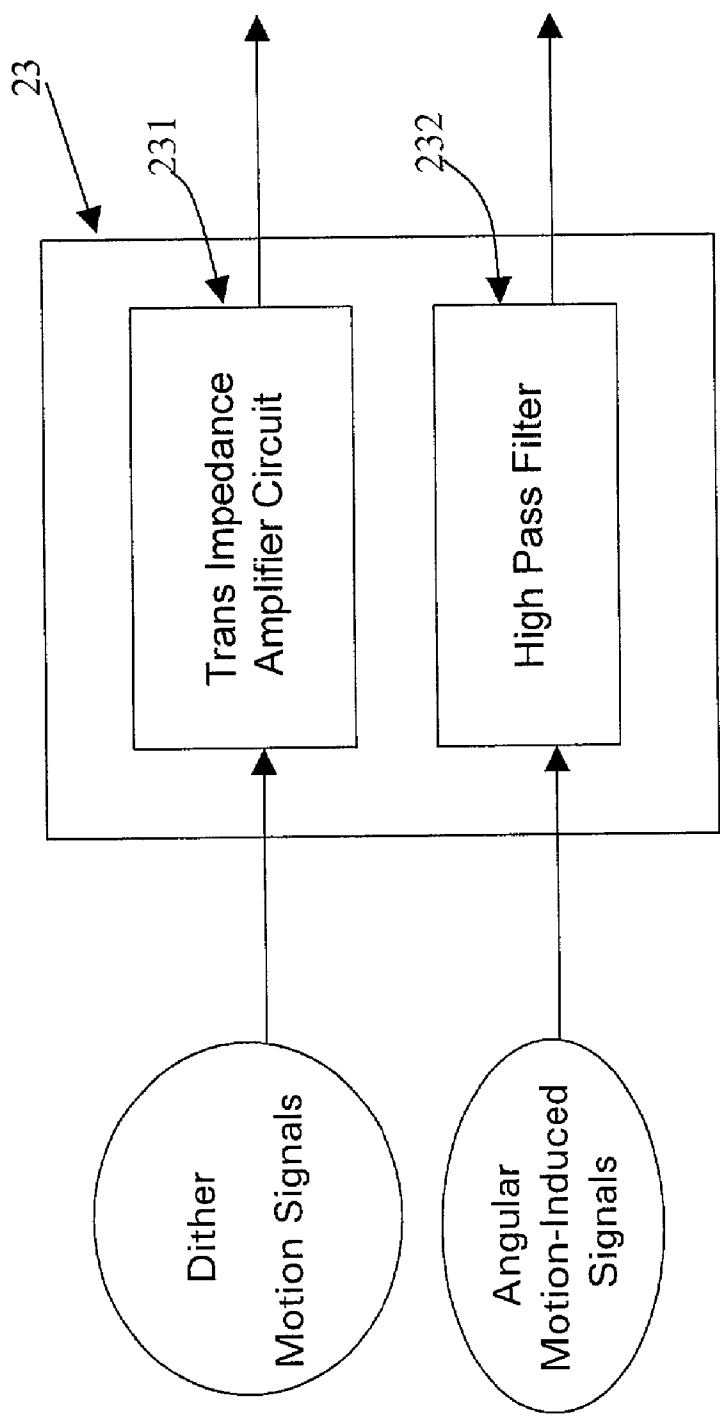 23
231
232
Dither
Motion Signals
Trans Impedance
Amplifier Circuit
Angular
Motion-Induced
Signals
High Pass Filter